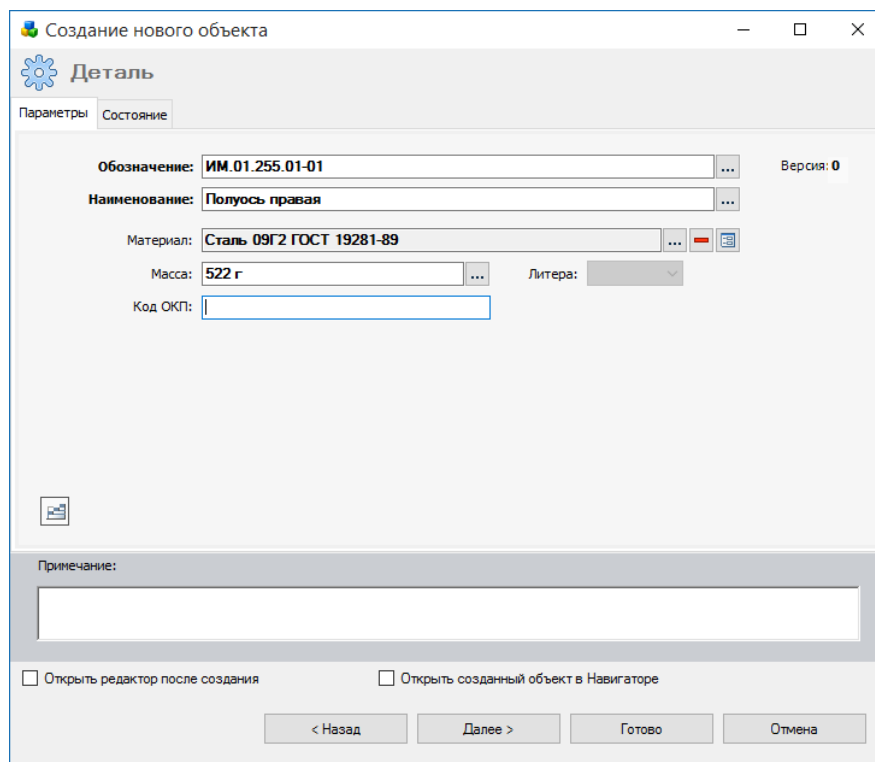 Создание нового объекта
Деталь
Параметры Состояние
Обозначение: ИМ.01.255.01-01 ... Версия: 0
Наименование: Полуось правая ...
Материал: Сталь 09Г2 ГОСТ 19281-89 ...
Масса: 522 г ... Литера:
Код ОКП:
Примечание:
Открыть редактор после создания Открыть созданный объект в Навигаторе
< Назад Далее > Готово Отмена